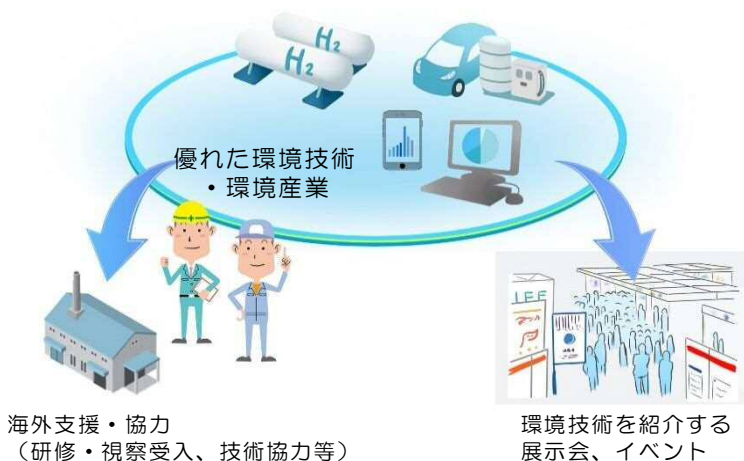 H2
H2
優れた環境技術
・環境産業
海外支援・協力
（研修・視察受入、技術協力等）
環境技術を紹介する
展示会、イベント